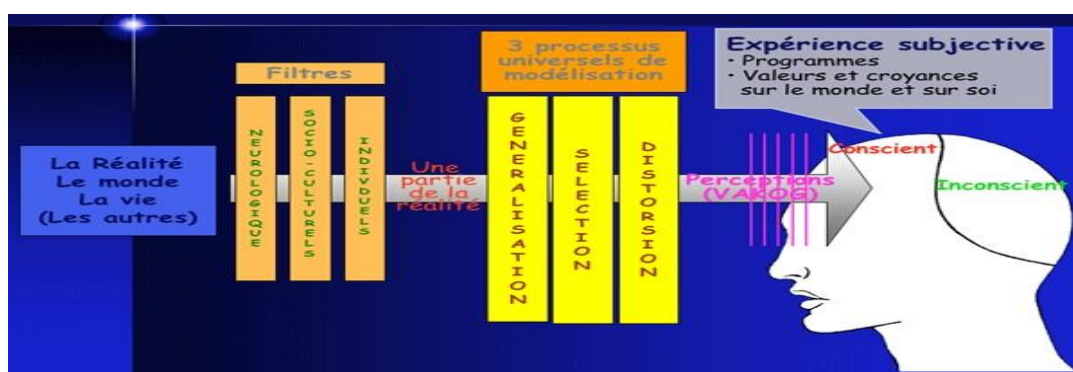 La Réalité
Le monde
La vie
(Les autres)
Filtres
NEUROLOGIQUE
SOCIO-CULTURELS
INDIVDUELS
Une
partie
de la
réalité
3 processus
universels de
modélisation
GENERALISATION
SELECTION
DISTORSION
Perceptions
(VAKOG)
Expérience subjective
• Programmes
• Valeurs et croyances
sur le monde et sur soi
Conscient
Inconscient